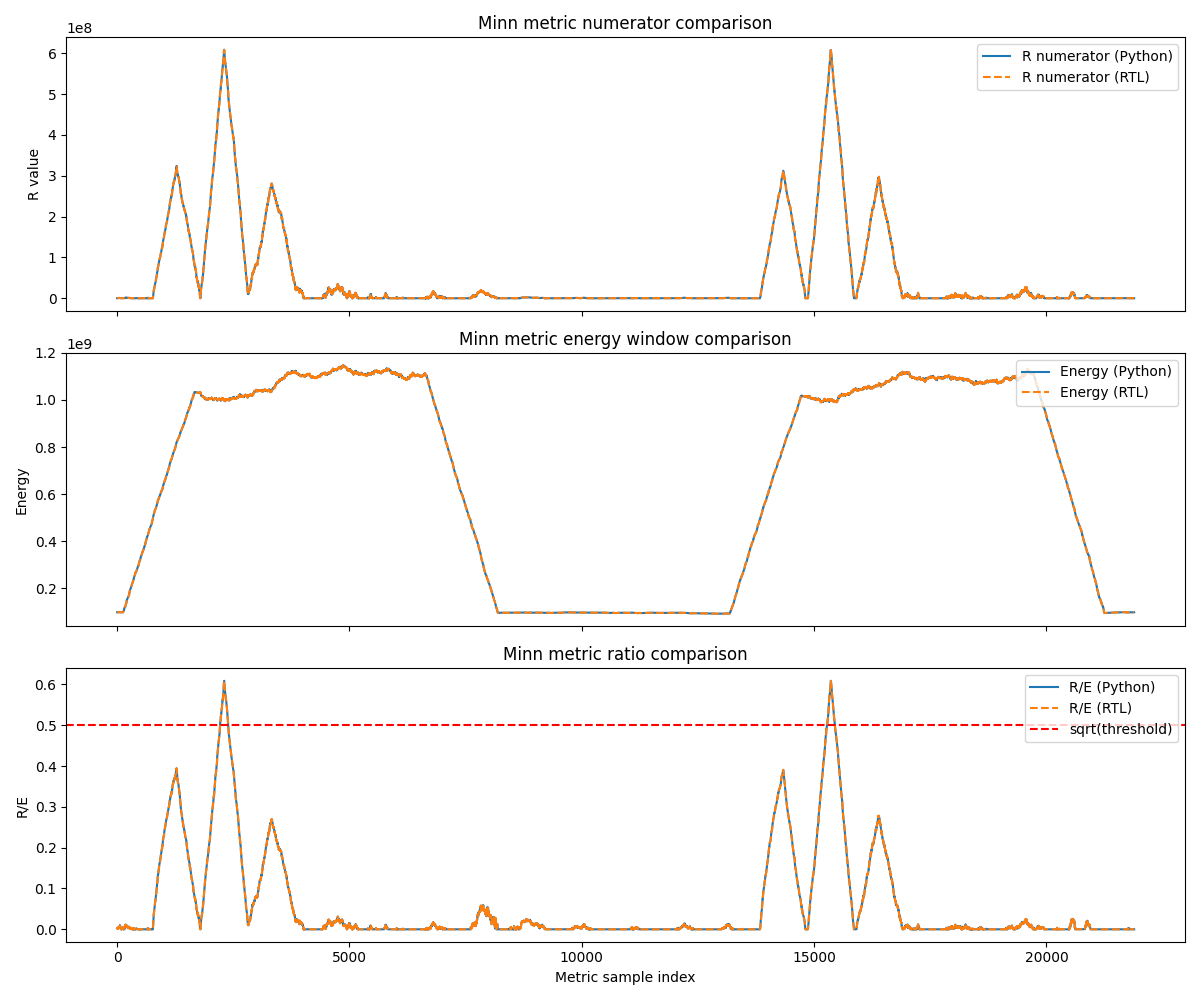 Minn metric numerator comparison
1e8
R numerator (Python)
R numerator (RTL)
6
5
4
3
2
1
0
R value
Minn metric energy window comparison
1e9
Energy (Python)
Energy (RTL)
1.2
1.0
0.8
0.6
0.4
0.2
Energy
Minn metric ratio comparison
R/E (Python)
R/E (RTL)
sqrt(threshold)
0.6
0.5
0.4
0.3
0.2
0.1
0.0
R/E
0 5000 10000 15000 20000
Metric sample index